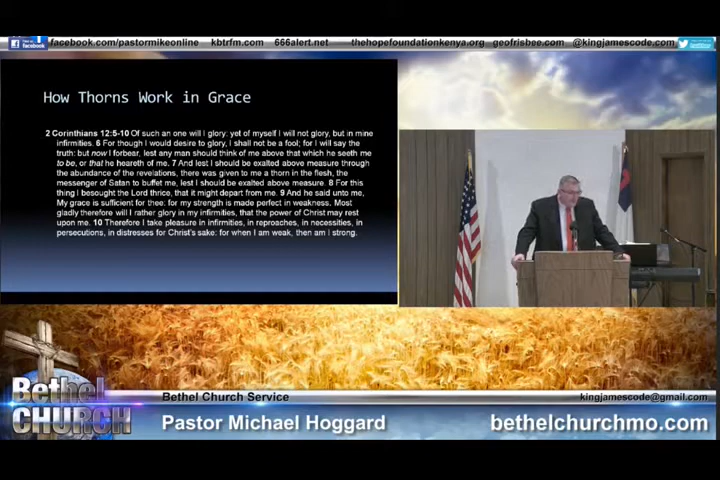 facebook.com/pastormikeonline kbtrfm.com 666alert.net thehopefoundationkenya.org geofrisbee.com @kingjamescode.com
How Thorns Work in Grace
2 Corinthians 12:5-10 Of such an one will I glory: yet of myself I will not glory, but in mine
infirmities. 6 For though I would desire to glory, I shall not be a fool; for I will say the
truth: but now I forbear, lest any man should think of me above that which he seeth me
to be, or that he heareth of me. 7 And lest I should be exalted above measure through
the abundance of the revelations, there was given to me a thorn in the flesh, the
messenger of Satan to buffet me, lest I should be exalted above measure. 8 For this
thing I besought the Lord thrice, that it might depart from me. 9 And he said unto me,
My grace is sufficient for thee: for my strength is made perfect in weakness. Most
gladly therefore will I rather glory in my infirmities, that the power of Christ may rest
upon me. 10 Therefore I take pleasure in infirmities, in reproaches, in necessities, in
persecutions, in distresses for Christ's sake: for when I am weak, then am I strong.
Bethel
CHURCH
Bethel Church Service
kingjamescode@gmail.com
Pastor Michael Hoggard
bethelchurchmo.com